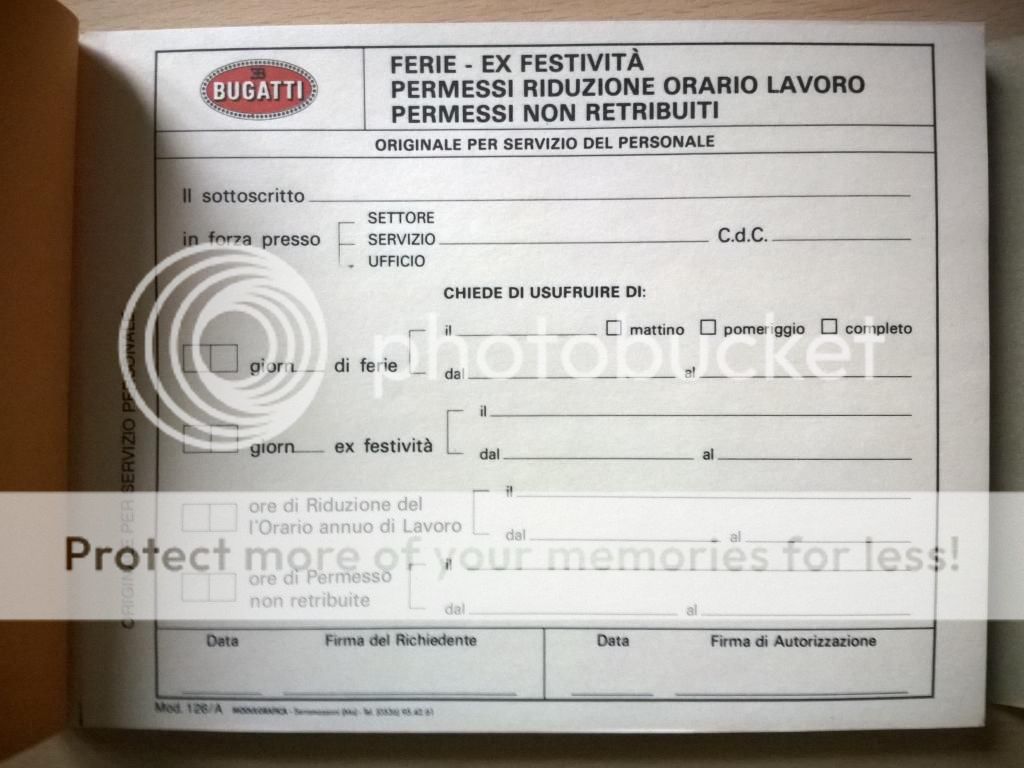 EB
BUGATTI
FERIE - EX FESTIVITÀ
PERMESSI RIDUZIONE ORARIO LAVORO
PERMESSI NON RETRIBUITI
ORIGINALE PER SERVIZIO DEL PERSONALE
Il sottoscritto
in forza presso
SETTORE
SERVIZIO
UFFICIO
C.d.C.
CHIEDE DI USUFRUIRE DI:
giorn di ferie
il mattino pomeriggio completo
dal al
giorn ex festività
il
dal al
ore di Riduzione del
l'Orario annuo di Lavoro
il
dal al
ore di Permesso
non retribuite
il
dal al
Data Firma del Richiedente Data Firma di Autorizzazione
Mod. 126/A
ORIGINALE PER SERVIZIO PERSONALE
photobucket
Protect more of your memories for less!